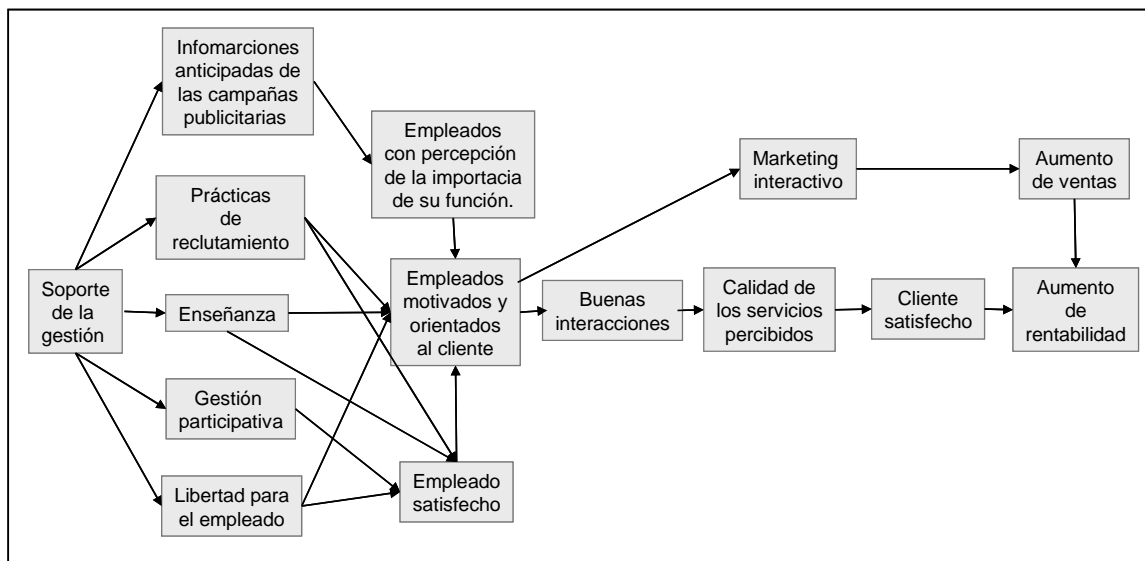 Infomarciones
anticipadas de
las campañas
publicitarias
Empleados
con percepción
de la importacia
de su función.
Marketing
interactivo
Aumento
de ventas
Prácticas
de
reclutamiento
Soporte
de la
gestión
Enseñanza
Empleados
motivados y
orientados
al cliente
Buenas
interacciones
Calidad de
los servicios
percibidos
Cliente
satisfecho
Aumento
de
rentabilidad
Gestión
participativa
Libertad para
el empleado
Empleado
satisfecho